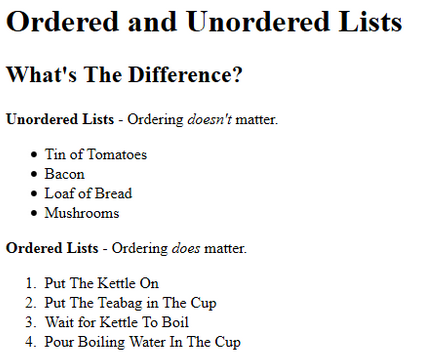 Ordered and Unordered Lists
What's The Difference?
Unordered Lists - Ordering doesn't matter.
• Tin of Tomatoes
• Bacon
• Loaf of Bread
• Mushrooms
Ordered Lists - Ordering does matter.
1. Put The Kettle On
2. Put The Teabag in The Cup
3. Wait for Kettle To Boil
4. Pour Boiling Water In The Cup